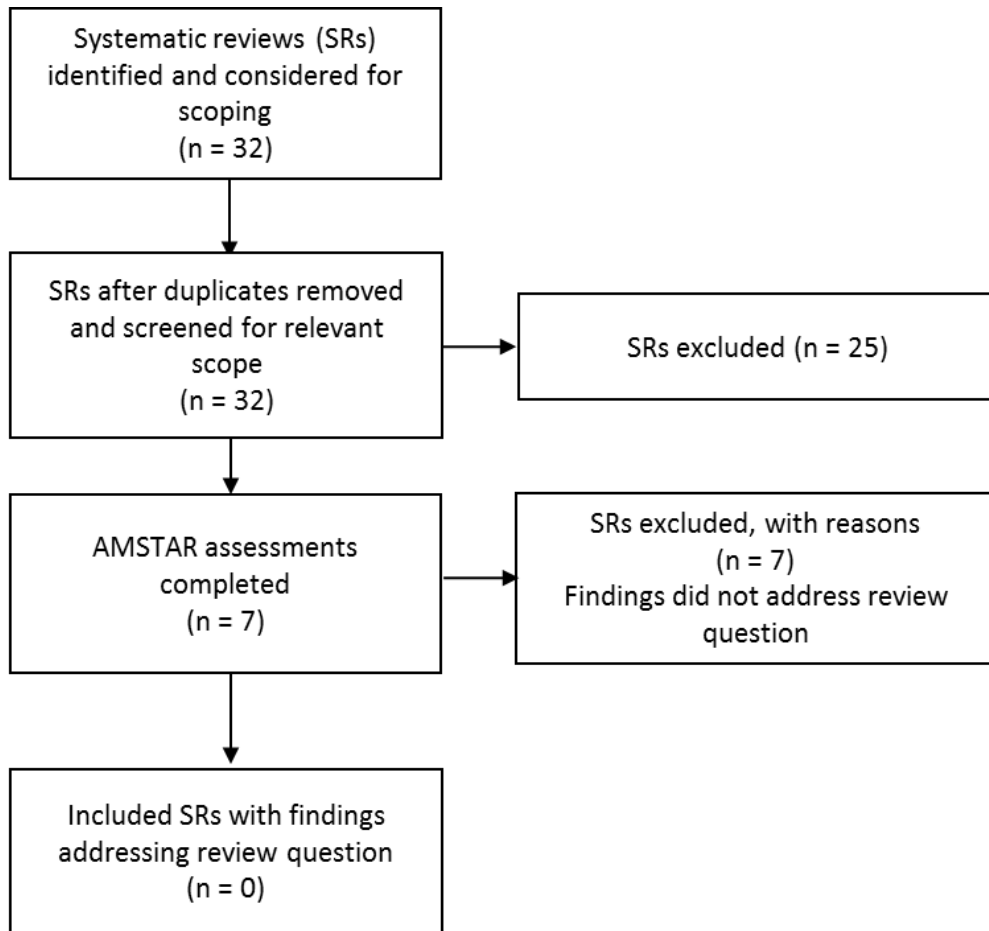 Systematic reviews (SRs)
identified and considered for
scoping
(n = 32)
SRs after duplicates removed
and screened for relevant
scope
(n = 32)
SRs excluded (n = 25)
AMSTAR assessments
completed
(n = 7)
SRs excluded, with reasons
(n = 7)
Findings did not address review
question
Included SRs with findings
addressing review question
(n = 0)